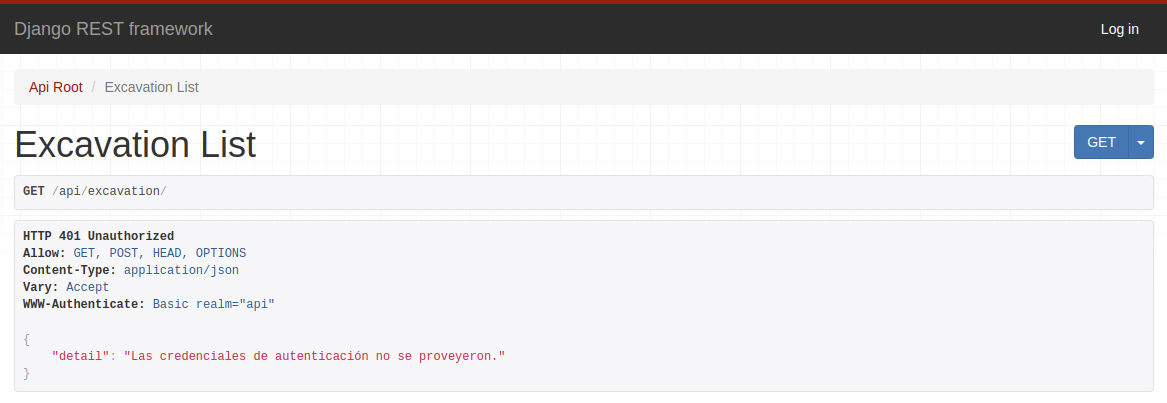 Django REST framework
Log in
Api Root / Excavation List
Excavation List
GET
GET /api/excavation/
HTTP 401 Unauthorized
Allow: GET, POST, HEAD, OPTIONS
Content-Type: application/json
Vary: Accept
WWW-Authenticate: Basic realm="api"
{
    "detail": "Las credenciales de autenticación no se proveyeron."
}